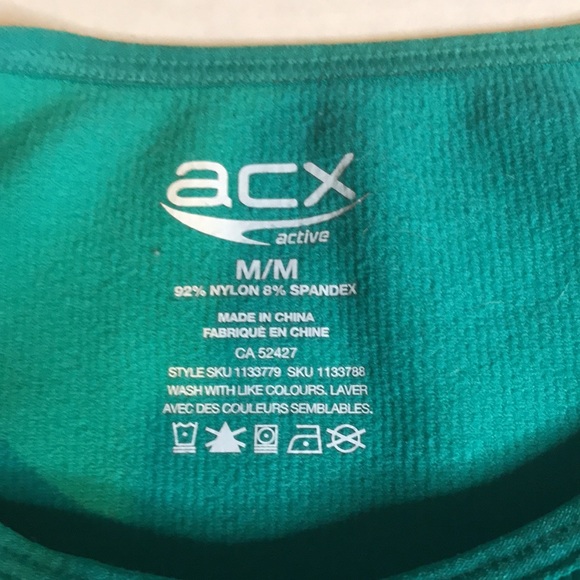 acx
active
M/M
92% NYLON 8% SPANDEX
MADE IN CHINA
FABRIQUÉ EN CHINE
CA 52427
STYLE SKU 1133779 SKU 1133788
WASH WITH LIKE COLOURS. LAVER
AVEC DES COULEURS SEMBLABLES.